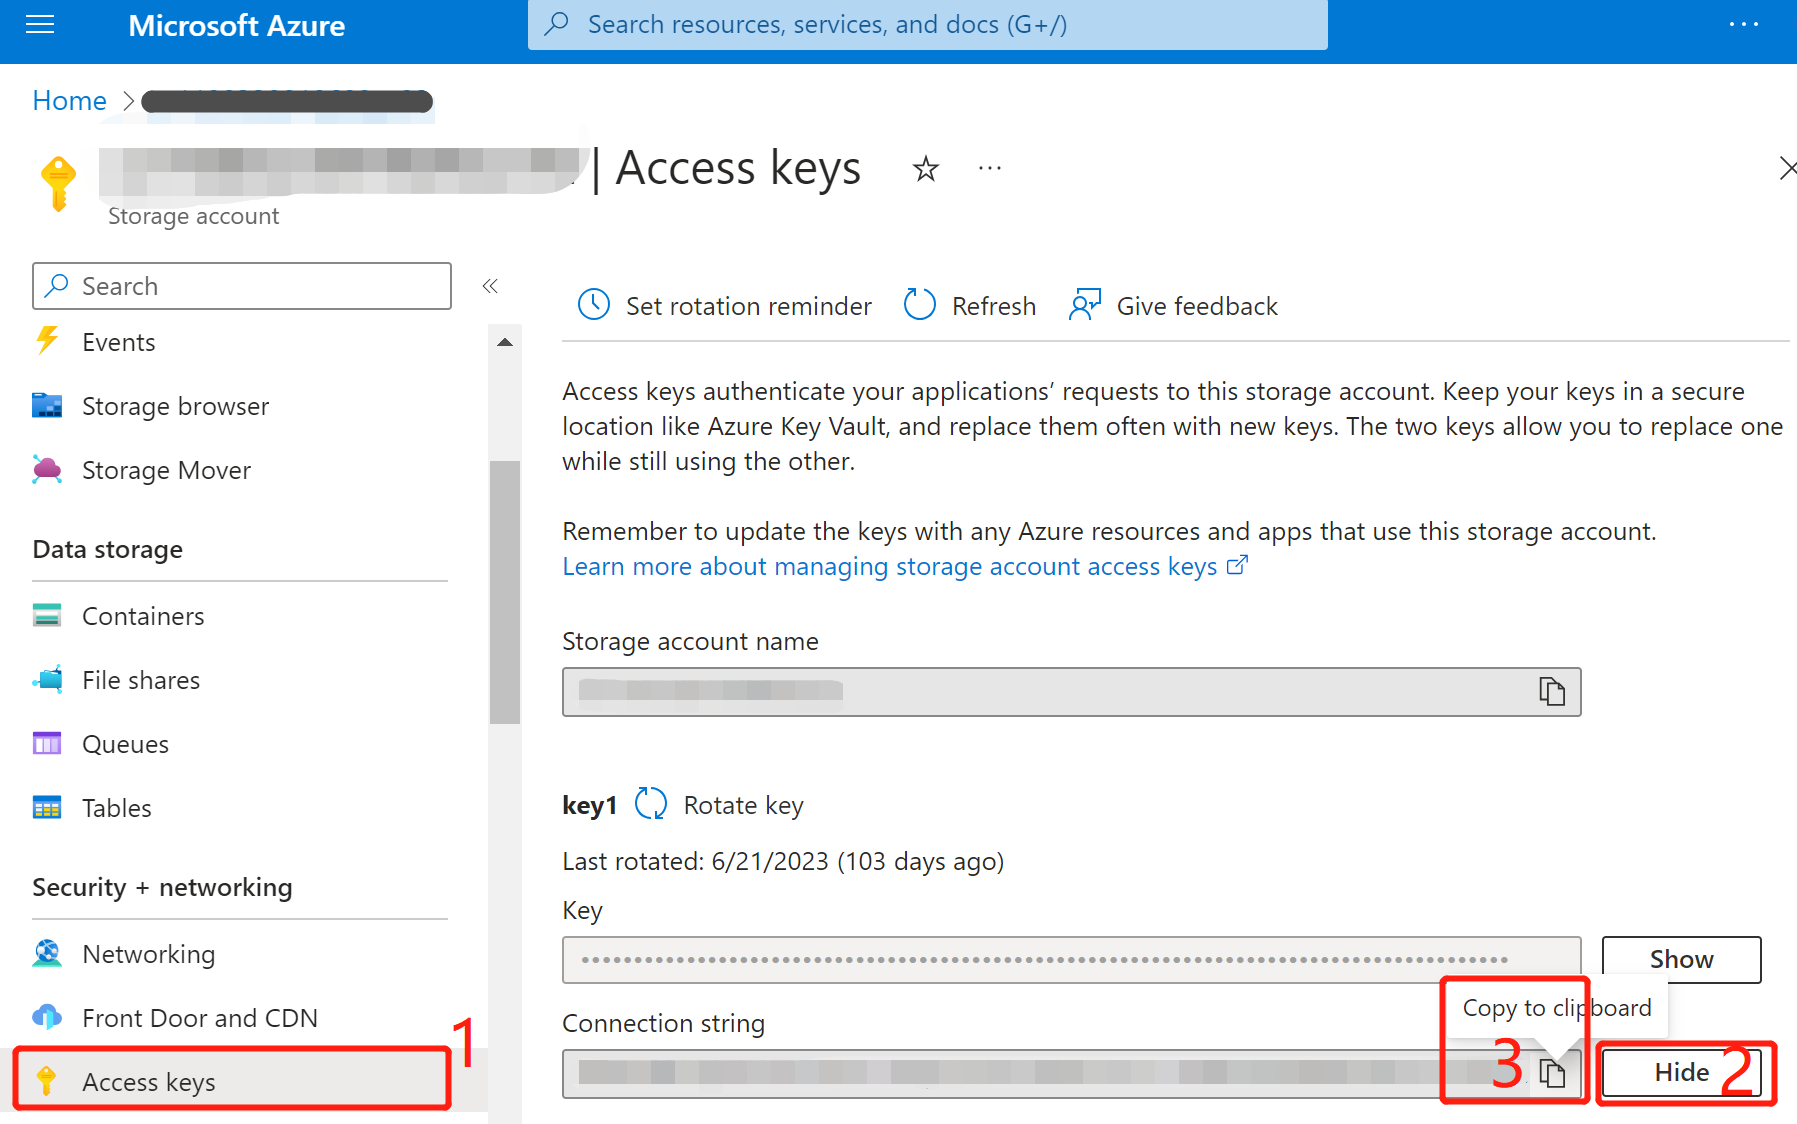 Microsoft Azure
Search resources, services, and docs (G+/)
Home
| Access keys
Storage account
Search
Events
Storage browser
Storage Mover
Data storage
Containers
File shares
Queues
Tables
Security + networking
Networking
Front Door and CDN
Access keys
1
Set rotation reminder
Refresh
Give feedback
Access keys authenticate your applications’ requests to this storage account. Keep your keys in a secure
location like Azure Key Vault, and replace them often with new keys. The two keys allow you to replace one
while still using the other.
Remember to update the keys with any Azure resources and apps that use this storage account.
Learn more about managing storage account access keys
Storage account name
key1
Rotate key
Last rotated: 6/21/2023 (103 days ago)
Key
Show
Copy to clipboard
Connection string
3
Hide
2